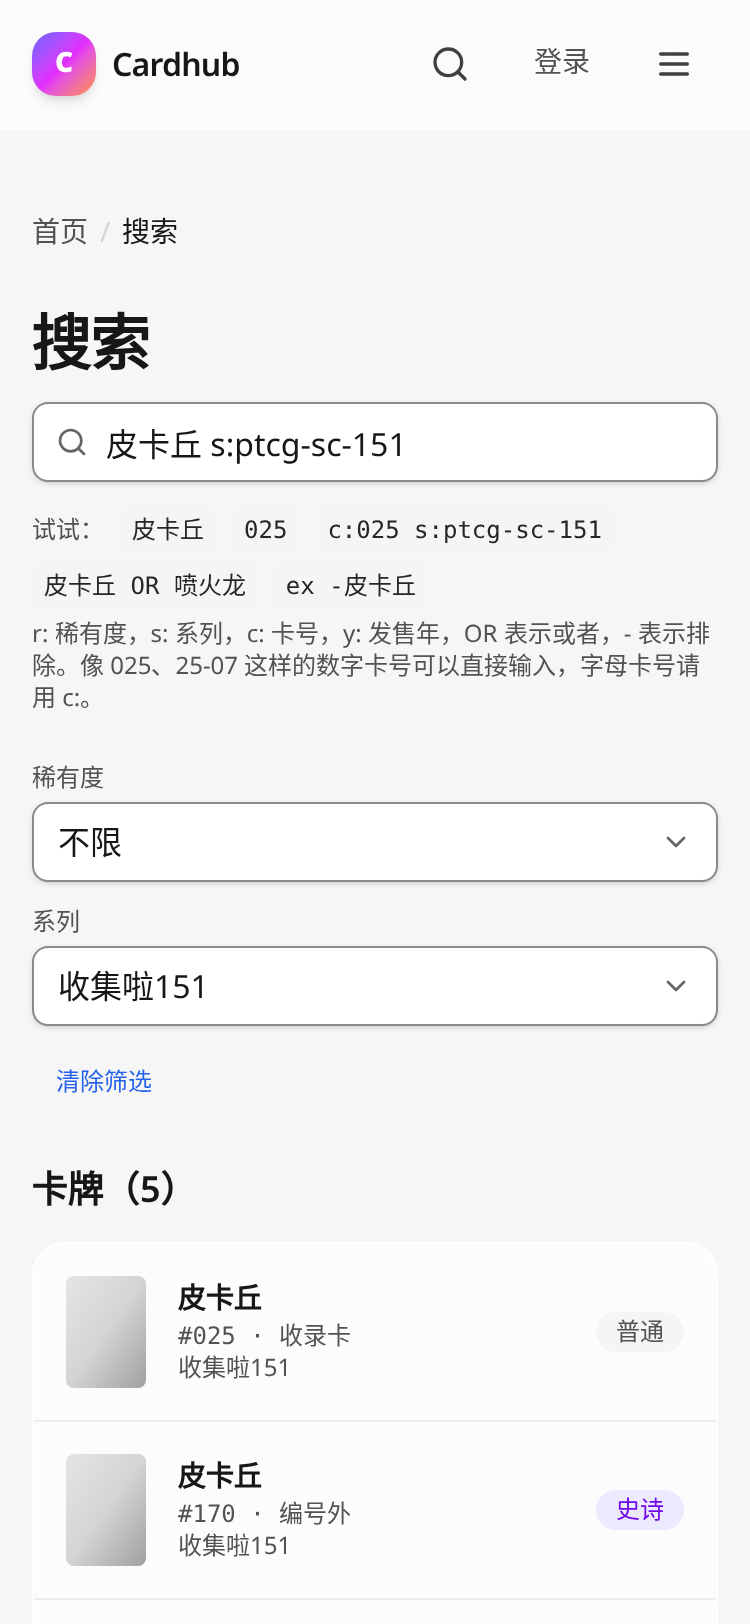 C Cardhub 登录
首页 / 搜索
搜索
皮卡丘 s:ptcg-sc-151
试试： 皮卡丘 025 c:025 s:ptcg-sc-151
皮卡丘 OR 喷火龙 ex -皮卡丘
r: 稀有度，s: 系列，c: 卡号，y: 发售年，OR 表示或者，- 表示排
除。像 025、25-07 这样的数字卡号可以直接输入，字母卡号请
用 c:。
稀有度
不限
系列
收集啦151
清除筛选
卡牌（5）
皮卡丘
#025 · 收录卡
收集啦151
普通
皮卡丘
#170 · 编号外
收集啦151
史诗